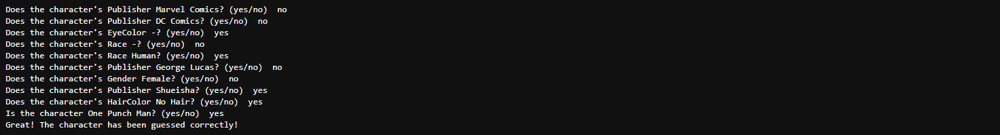 Does the character's Publisher Marvel Comics? (yes/no)  no
Does the character's Publisher DC Comics? (yes/no)  no
Does the character's EyeColor -? (yes/no)  yes
Does the character's Race -? (yes/no)  no
Does the character's Race Human? (yes/no)  yes
Does the character's Publisher George Lucas? (yes/no)  no
Does the character's Gender Female? (yes/no)  no
Does the character's Publisher Shueisha? (yes/no)  yes
Does the character's HairColor No Hair? (yes/no)  yes
Is the character One Punch Man? (yes/no)  yes
Great! The character has been guessed correctly!